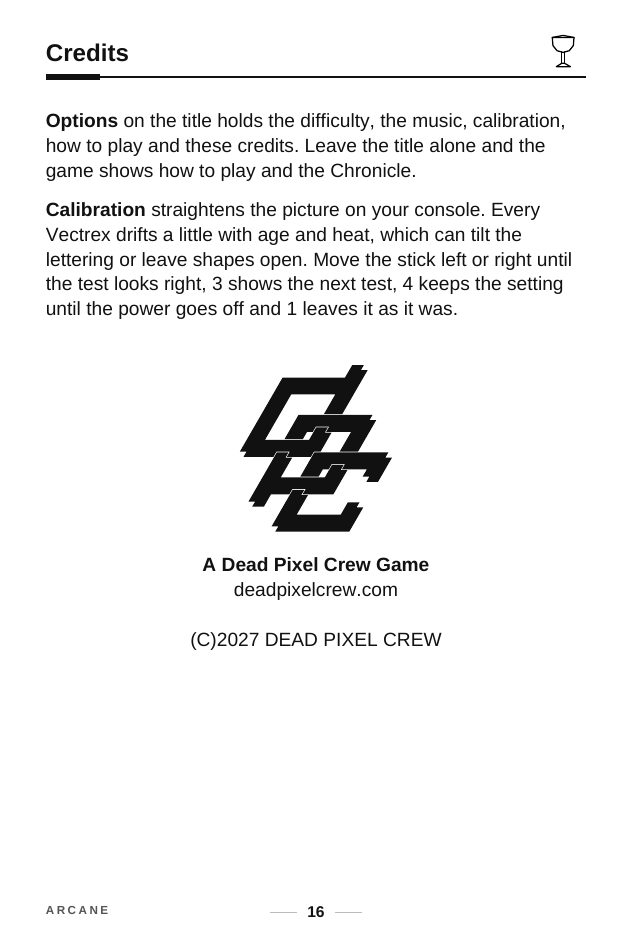 Credits
Options on the title holds the difficulty, the music, calibration,
how to play and these credits. Leave the title alone and the
game shows how to play and the Chronicle.
Calibration straightens the picture on your console. Every
Vectrex drifts a little with age and heat, which can tilt the
lettering or leave shapes open. Move the stick left or right until
the test looks right, 3 shows the next test, 4 keeps the setting
until the power goes off and 1 leaves it as it was.
DPC
A Dead Pixel Crew Game
deadpixelcrew.com
(C)2027 DEAD PIXEL CREW
ARCANE
16